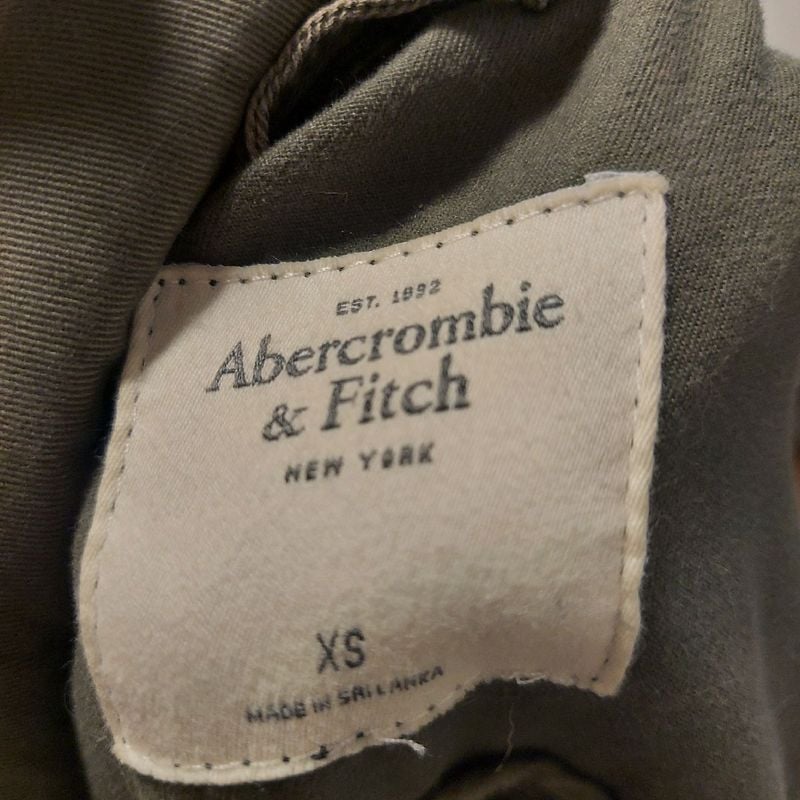 EST. 1892
Abercrombie
& Fitch
NEW YORK
XS
MADE IN SRI LANKA